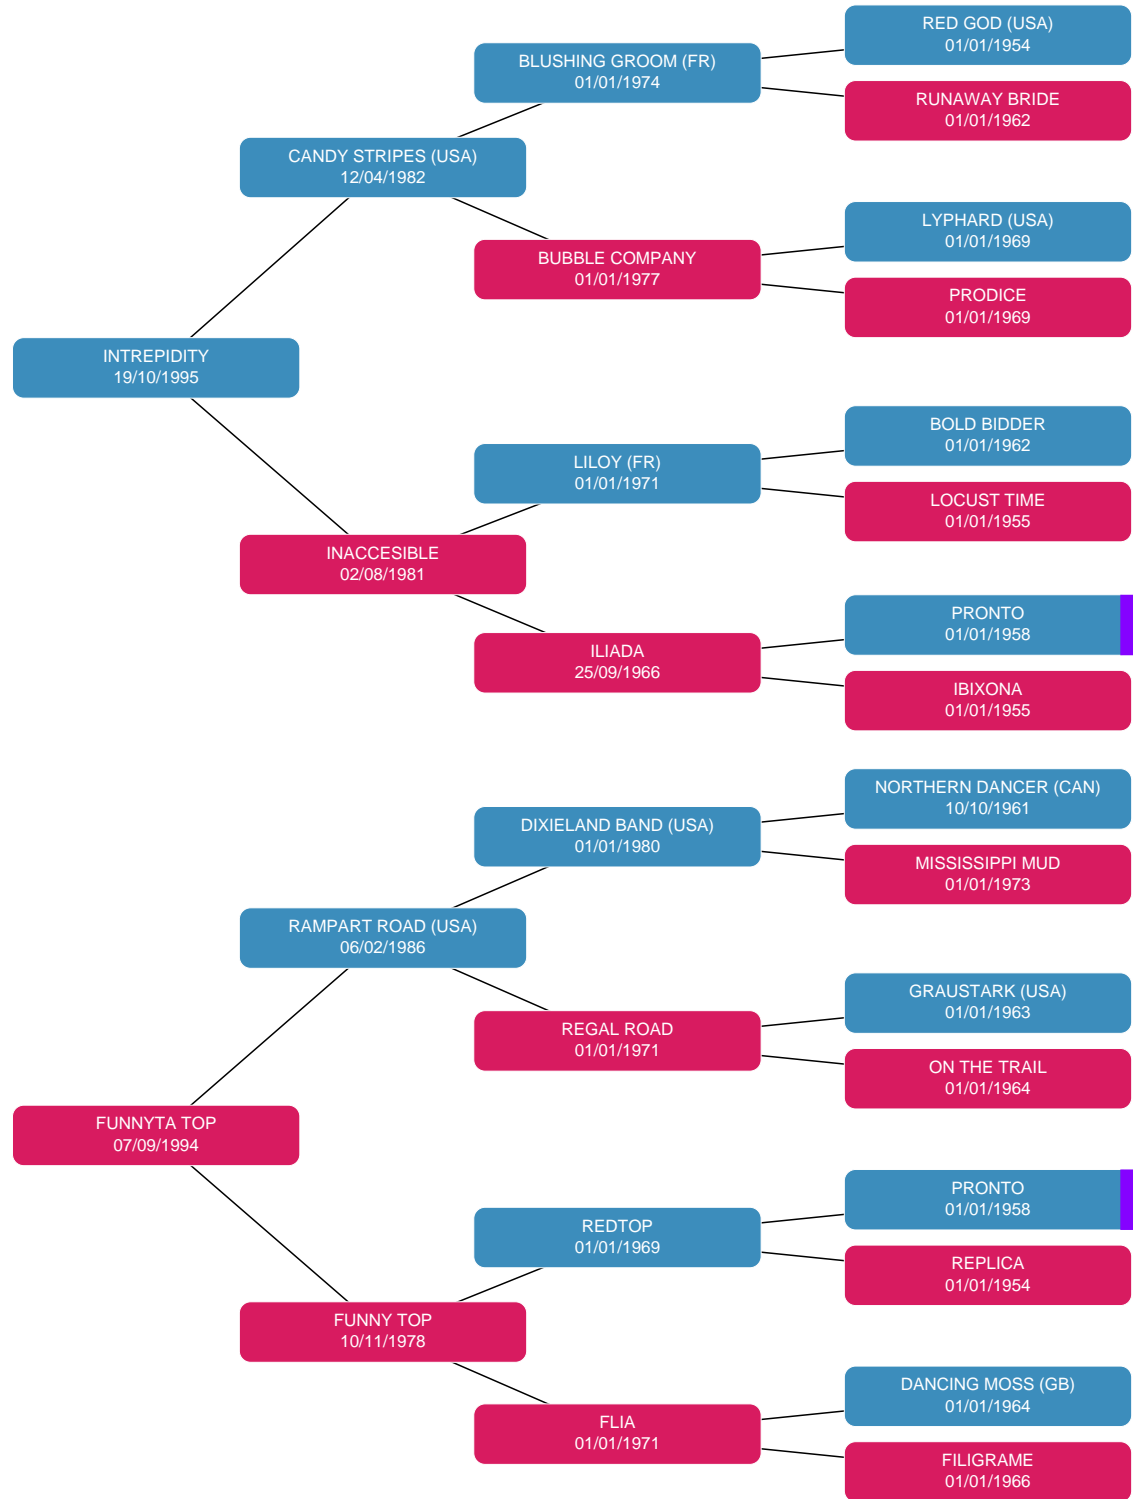 RED GOD (USA)
01/01/1954
BLUSHING GROOM (FR)
01/01/1974
RUNAWAY BRIDE
01/01/1962
CANDY STRIPES (USA)
12/04/1982
LYPHARD (USA)
01/01/1969
BUBBLE COMPANY
01/01/1977
PRODICE
01/01/1969
INTREPIDITY
19/10/1995
BOLD BIDDER
01/01/1962
LILOY (FR)
01/01/1971
LOCUST TIME
01/01/1955
INACCESIBLE
02/08/1981
PRONTO
01/01/1958
ILIADA
25/09/1966
IBIXONA
01/01/1955
NORTHERN DANCER (CAN)
10/10/1961
DIXIELAND BAND (USA)
01/01/1980
MISSISSIPPI MUD
01/01/1973
RAMPART ROAD (USA)
06/02/1986
GRAUSTARK (USA)
01/01/1963
REGAL ROAD
01/01/1971
ON THE TRAIL
01/01/1964
FUNNYTA TOP
07/09/1994
PRONTO
01/01/1958
REDTOP
01/01/1969
REPLICA
01/01/1954
FUNNY TOP
10/11/1978
DANCING MOSS (GB)
01/01/1964
FLIA
01/01/1971
FILIGRAME
01/01/1966